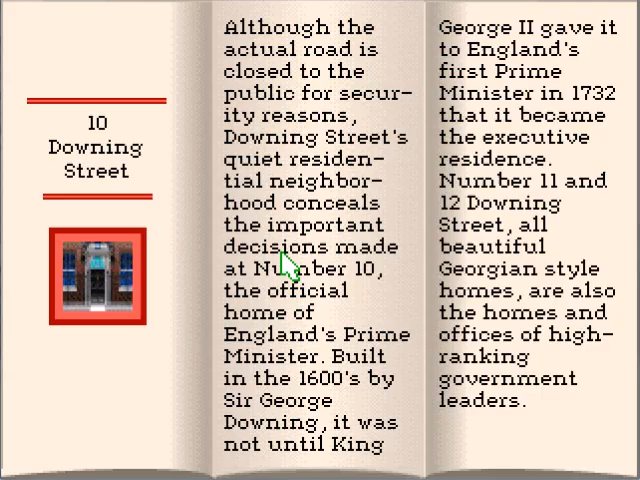 10
Downing
Street
Although the
actual road is
closed to the
public for secur-
ity reasons,
Downing Street's
quiet residen-
tial neighbor-
hood conceals
the important
decisions made
at Number 10,
the official
home of
England's Prime
Minister. Built
in the 1600's by
Sir George
Downing, it was
not until King
George II gave it
to England's
first Prime
Minister in 1732
that it became
the executive
residence.
Number 11 and
12 Downing
Street, all
beautiful
Georgian style
homes, are also
the homes and
offices of high-
ranking
government
leaders.